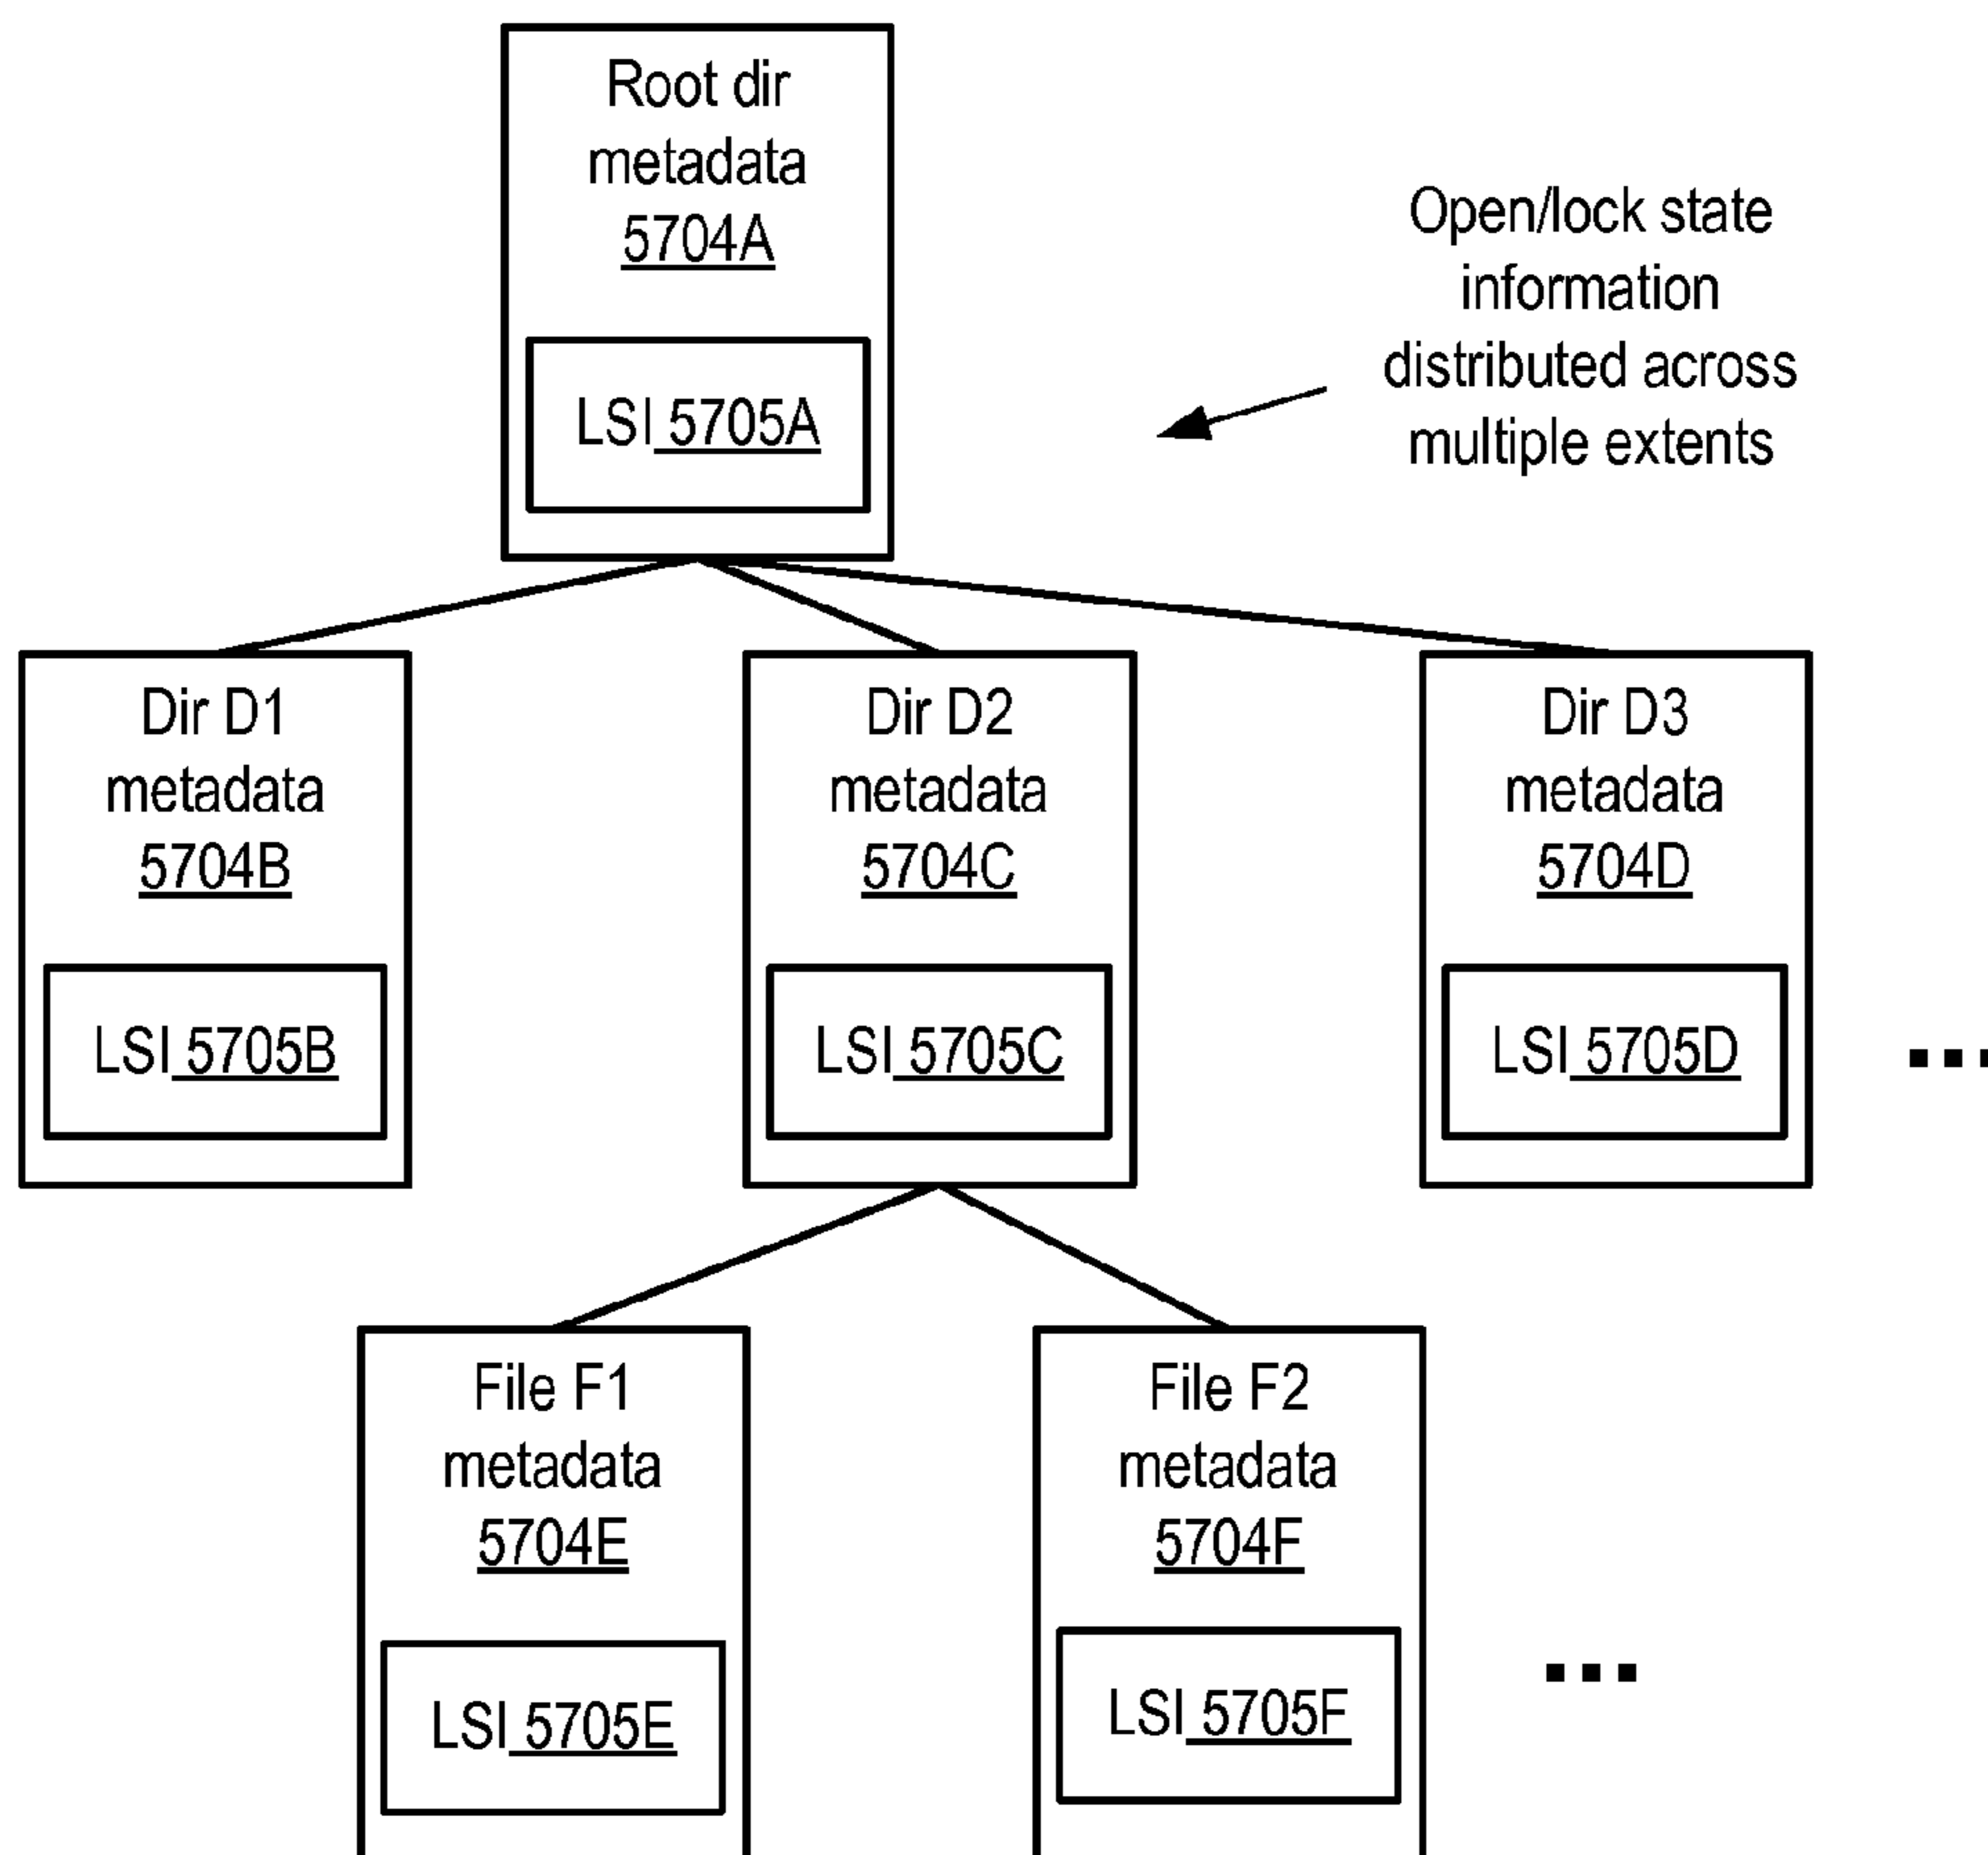 Root dir
metadata
5704A
LSI 5705A
Open/lock state
information
distributed across
multiple extents
Dir D1
metadata
5704B
LSI 5705B
Dir D2
metadata
5704C
LSI 5705C
Dir D3
metadata
5704D
LSI 5705D
...
File F1
metadata
5704E
LSI 5705E
File F2
metadata
5704F
LSI 5705F
...